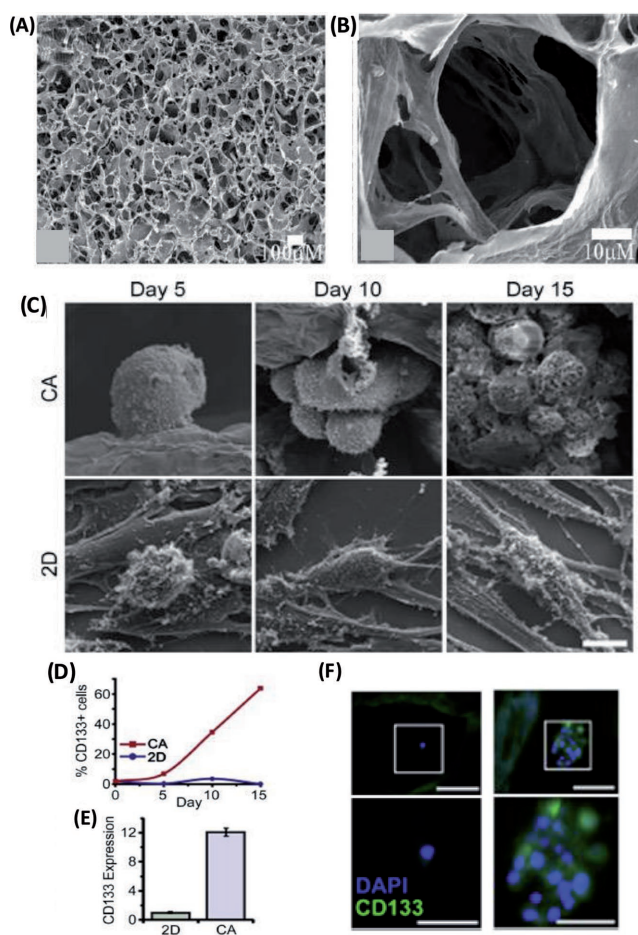 (A)
100µM
(B)
10µM
(C)
Day 5
Day 10
Day 15
CA
2D
(D)
% CD133+ cells
60
40
20
0
CA
2D
0
5
10
15
Day
(E)
CD133 Expression
12
8
4
0
2D
CA
(F)
DAPI
CD133